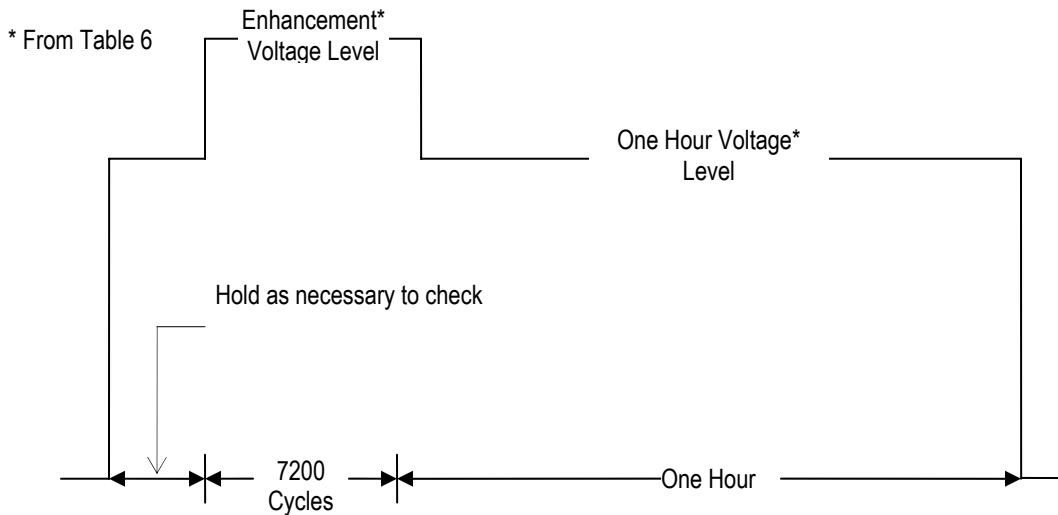 * From Table 6
Enhancement*
Voltage Level
One Hour Voltage*
Level
Hold as necessary to check
7200
Cycles
One Hour